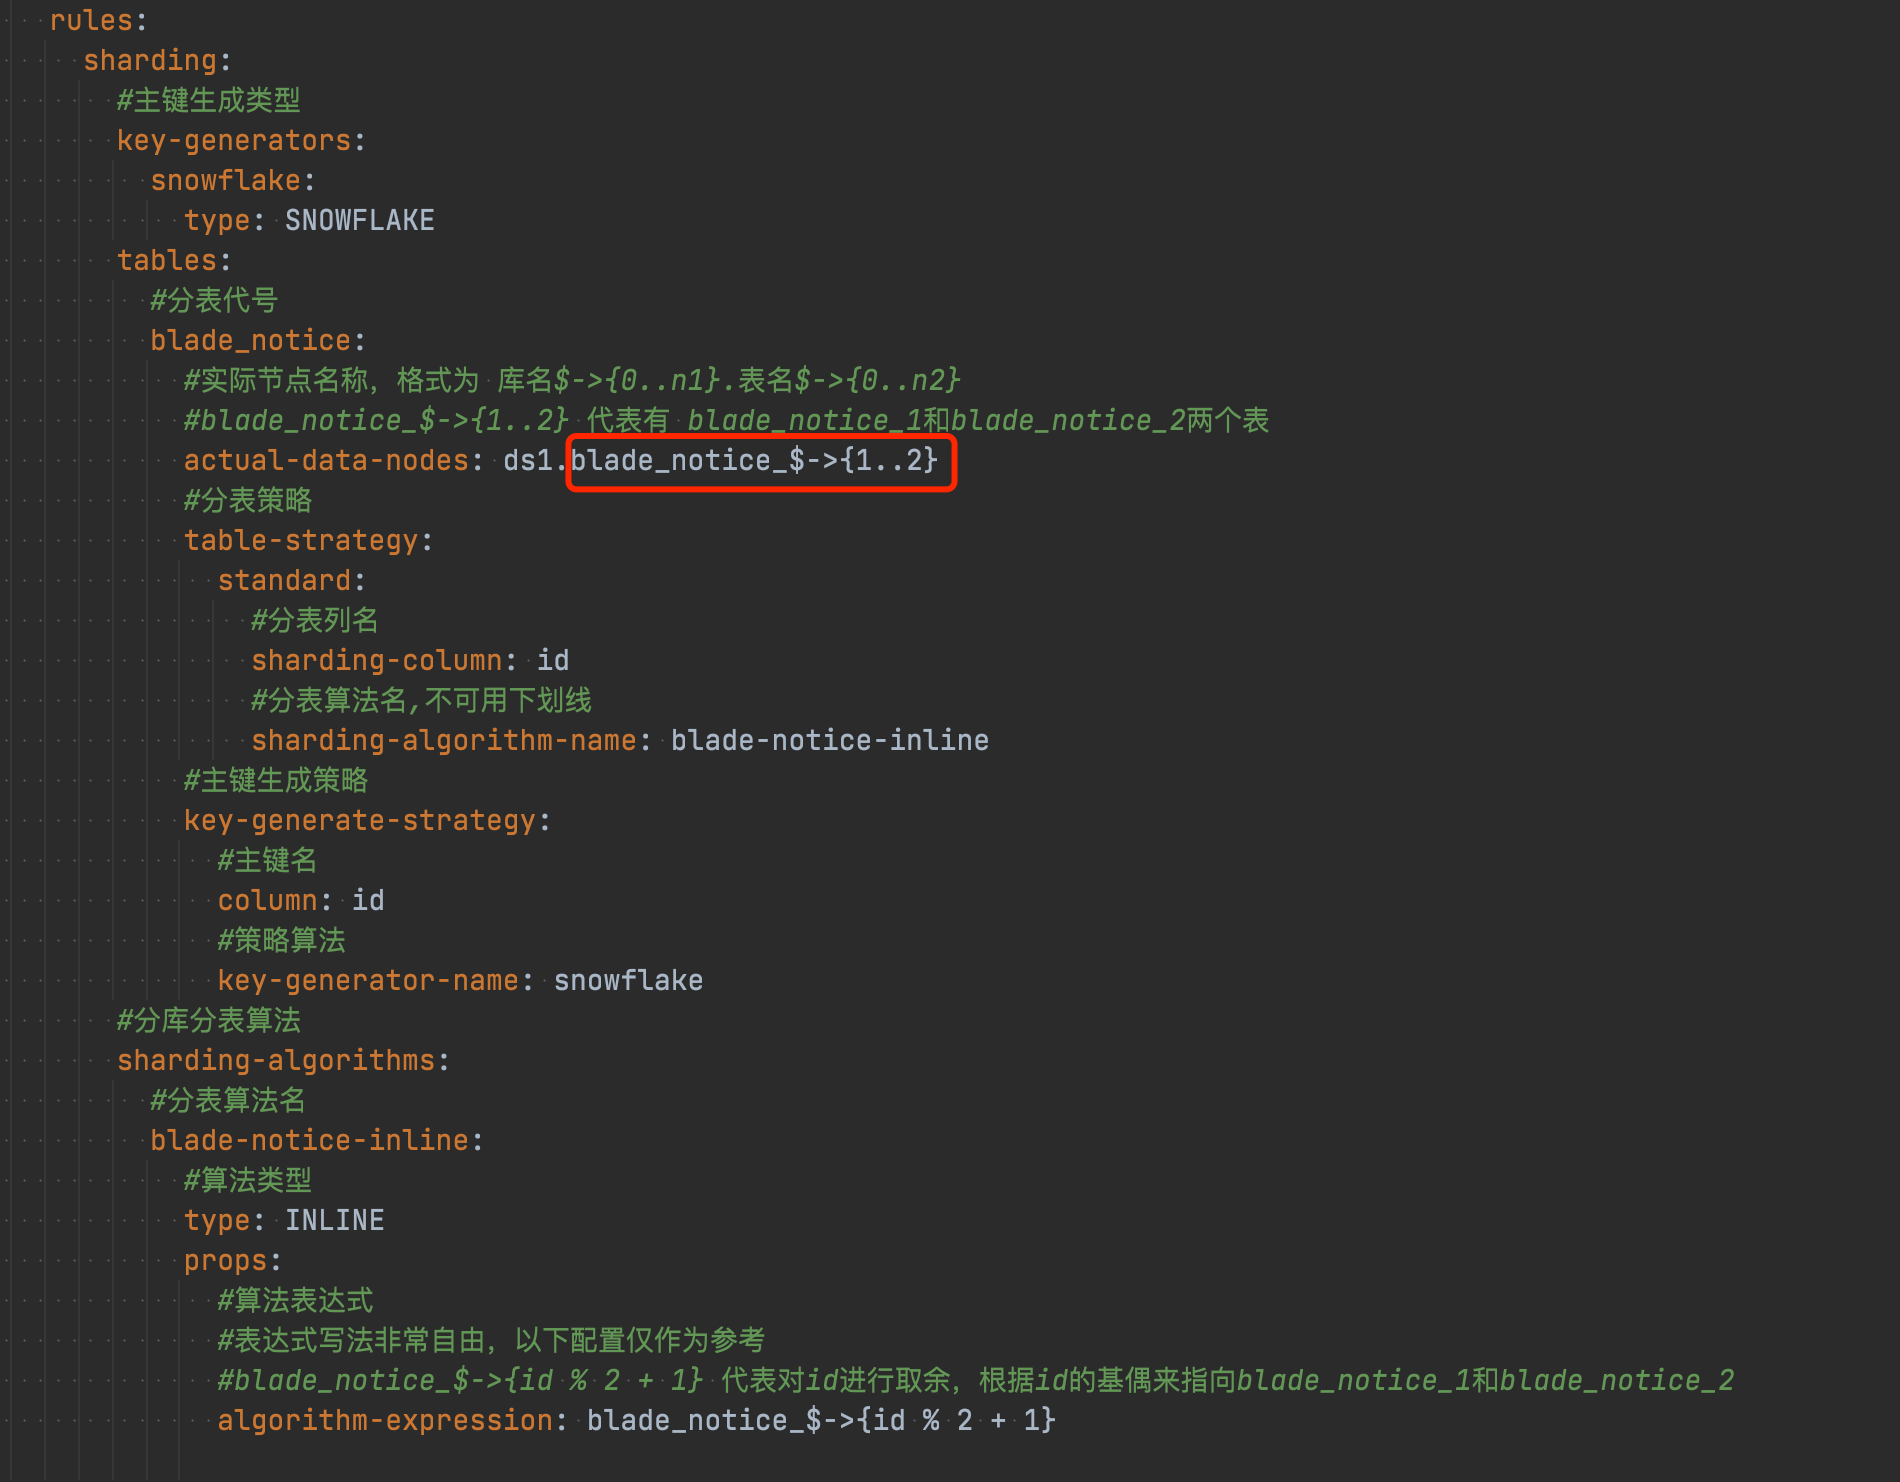 rules:
sharding:
#主键生成类型
key-generators:
snowflake:
type: SNOWFLAKE
tables:
#分表代号
blade_notice:
#实际节点名称，格式为 库名$->{0..n1}.表名$->{0..n2}
#blade_notice_$->{1..2} 代表有 blade_notice_1和blade_notice_2两个表
actual-data-nodes: ds1.blade_notice_$->{1..2}
#分表策略
table-strategy:
standard:
#分表列名
sharding-column: id
#分表算法名,不可用下划线
sharding-algorithm-name: blade-notice-inline
#主键生成策略
key-generate-strategy:
#主键名
column: id
#策略算法
key-generator-name: snowflake
#分库分表算法
sharding-algorithms:
#分表算法名
blade-notice-inline:
#算法类型
type: INLINE
props:
#算法表达式
#表达式写法非常自由，以下配置仅作为参考
#blade_notice_$->{id % 2 + 1} 代表对id进行取余，根据id的基偶来指向blade_notice_1和blade_notice_2
algorithm-expression: blade_notice_$->{id % 2 + 1}